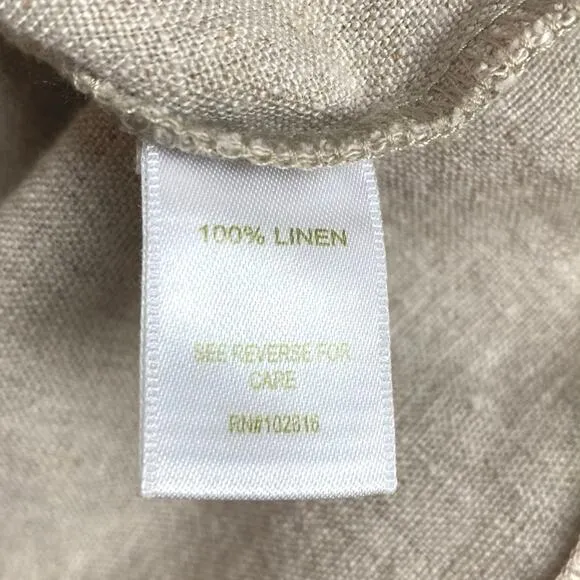 100% LINEN
SEE REVERSE FOR
CARE
RN#102816